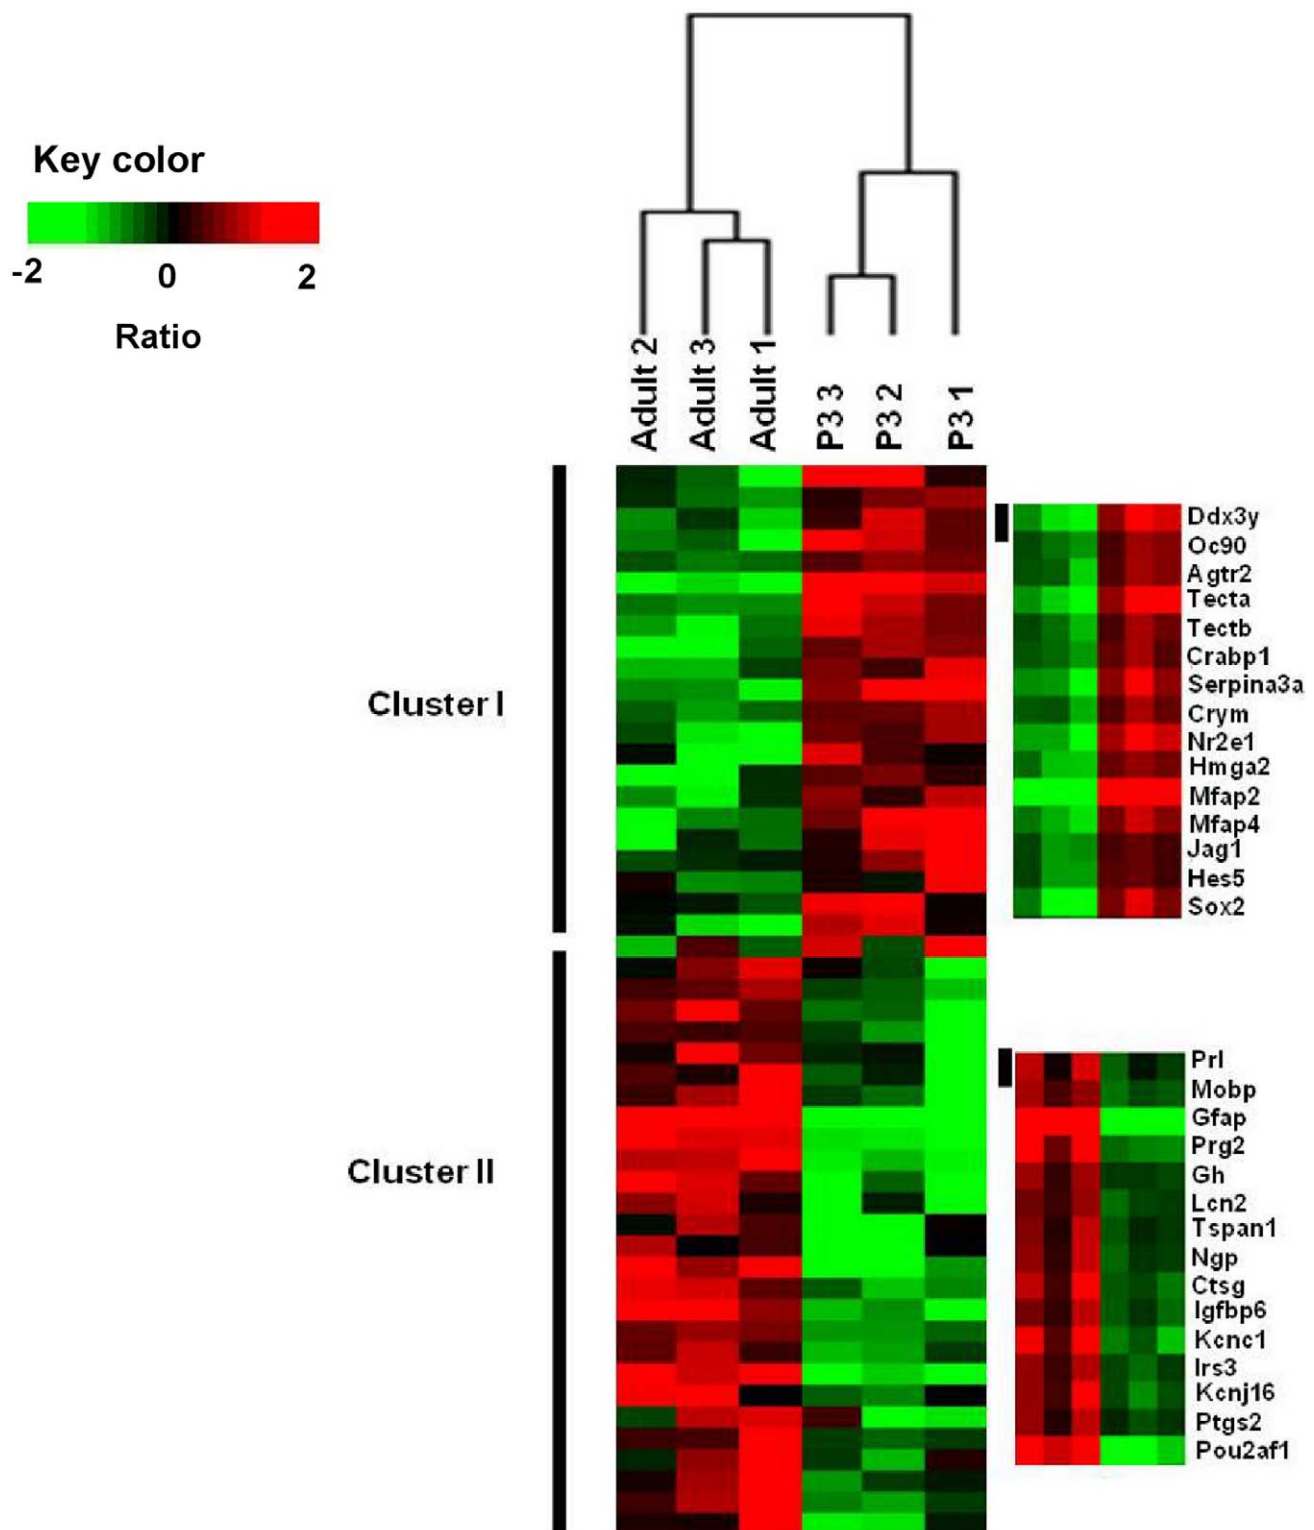 Key color
-2 0 2
Ratio
Adult 2
Adult 3
Adult 1
P3 3
P3 2
P3 1
Cluster I
Cluster II
Ddx3y
Oc90
Agtr2
Tecta
Tectb
Crabp1
Serpina3a
Crym
Nr2e1
Hmga2
Mfap2
Mfap4
Jag1
Hes5
Sox2
Prl
Mobp
Gfap
Prg2
Gh
Lcn2
Tspan1
Ngp
Ctsg
Igfbp6
Kcnc1
Irs3
Kcnj16
Ptgs2
Pou2af1